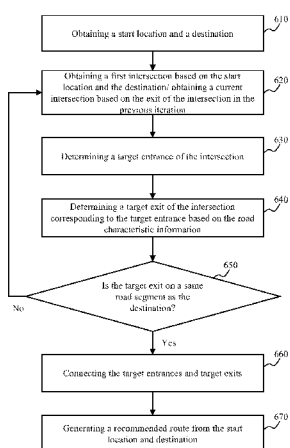 610
Obtaining a start location and a destination
Obtaining a first intersection based on the start
location and the destination/ obtaining a current
intersection based on the exit of the intersection in the
previous iteration
620
630
Determining a target entrance of the intersection
640
Determining a target exit of the intersection
corresponding to the target entrance based on the road
characteristic information
650
Is the target exit on a same
road segment as the
destination?
No
Yes
660
Connecting the target entrances and target exits
670
Generating a recommended route from the start
location and destination